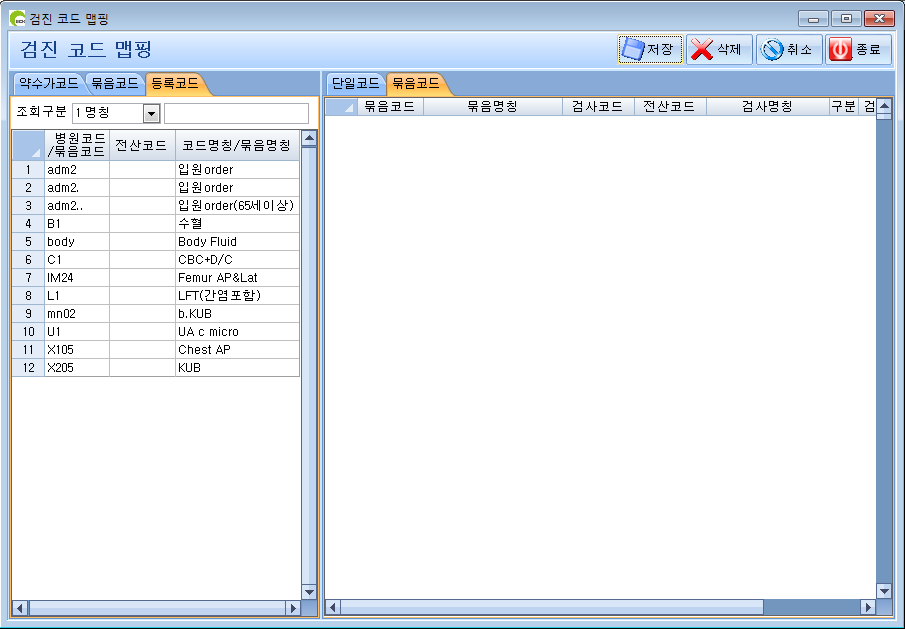 검진 코드 맵핑
검진 코드 맵핑
저장 삭제 취소 종료
약수가코드 묶음코드 등록코드
조회구분 1 명칭
병원코드/묶음코드 전산코드 코드명칭/묶음명칭
1 adm2 입원order
2 adm2. 입원order
3 adm2.. 입원order(65세이상)
4 B1 수혈
5 body Body Fluid
6 C1 CBC+D/C
7 IM24 Femur AP&Lat
8 L1 LFT(간염포함)
9 mn02 b.KUB
10 U1 UA c micro
11 X105 Chest AP
12 X205 KUB
단일코드 묶음코드
묶음코드 묶음명칭 검사코드 전산코드 검사명칭 구분 검